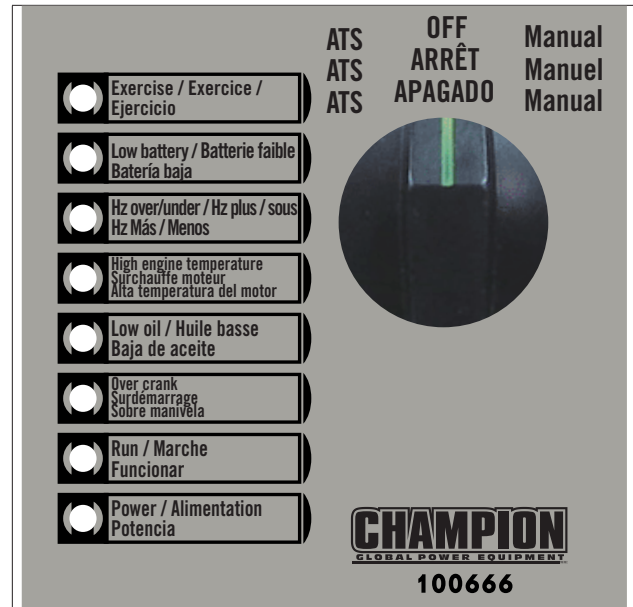 ATS OFF Manual
ATS ARRÊT Manuel
ATS APAGADO Manual
Exercise / Exercice /
Ejercicio
Low battery / Batterie faible
Batería baja
Hz over/under / Hz plus / sous
Hz Más / Menos
High engine temperature
Surchauffe moteur
Alta temperatura del motor
Low oil / Huile basse
Baja de aceite
Over crank
Surdémarrage
Sobre manivela
Run / Marche
Funcionar
Power / Alimentation
Potencia
CHAMPION
GLOBAL POWER EQUIPMENT
100666